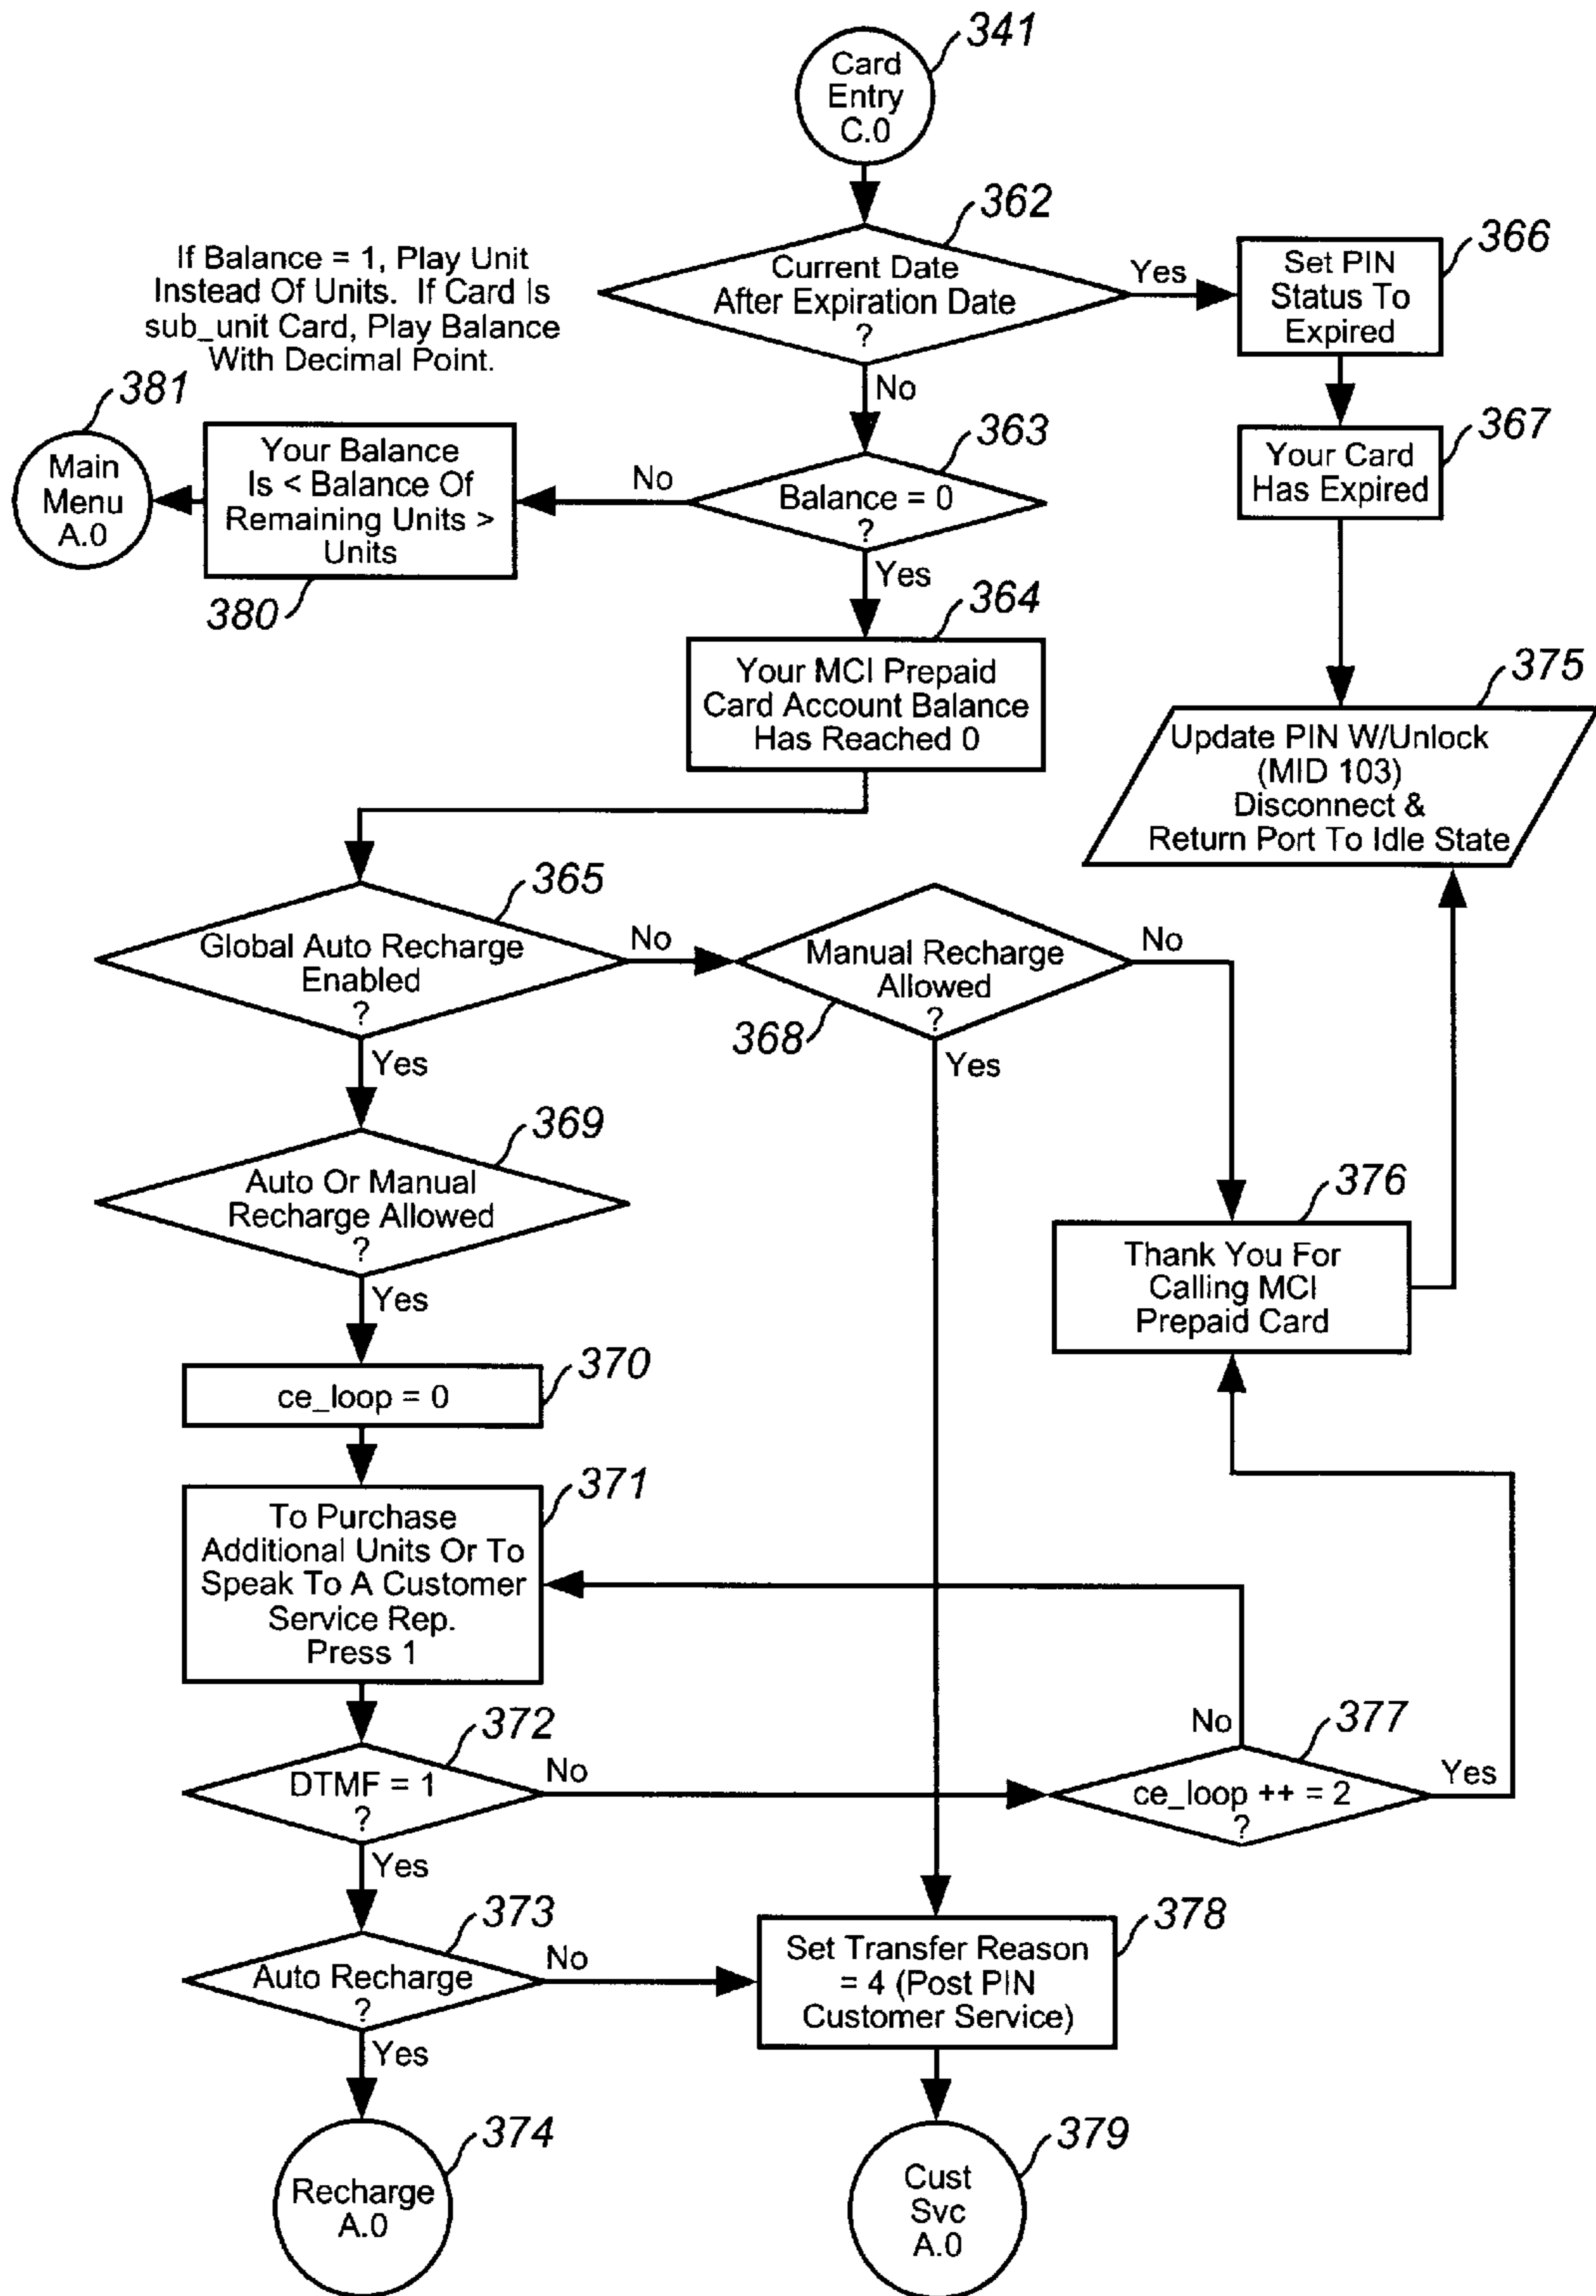 341
Card
Entry
C.0
362
Current Date
After Expiration Date
?
Yes
No
366
Set PIN
Status To
Expired
If Balance = 1, Play Unit
Instead Of Units. If Card Is
sub_unit Card, Play Balance
With Decimal Point.
381
Main
Menu
A.0
Your Balance
Is < Balance Of
Remaining Units >
Units
380
No
363
Balance = 0
?
Yes
367
Your Card
Has Expired
364
Your MCI Prepaid
Card Account Balance
Has Reached 0
375
Update PIN W/Unlock
(MID 103)
Disconnect &
Return Port To Idle State
365
Global Auto Recharge
Enabled
?
No
Yes
Manual Recharge
Allowed
?
368
No
Yes
369
Auto Or Manual
Recharge Allowed
?
Yes
376
Thank You For
Calling MCI
Prepaid Card
370
ce_loop = 0
371
To Purchase
Additional Units Or To
Speak To A Customer
Service Rep.
Press 1
372
DTMF = 1
?
No
Yes
377
No
ce_loop ++ = 2
?
Yes
373
Auto Recharge
?
No
Yes
378
Set Transfer Reason
= 4 (Post PIN
Customer Service)
374
Recharge
A.0
379
Cust
Svc
A.0